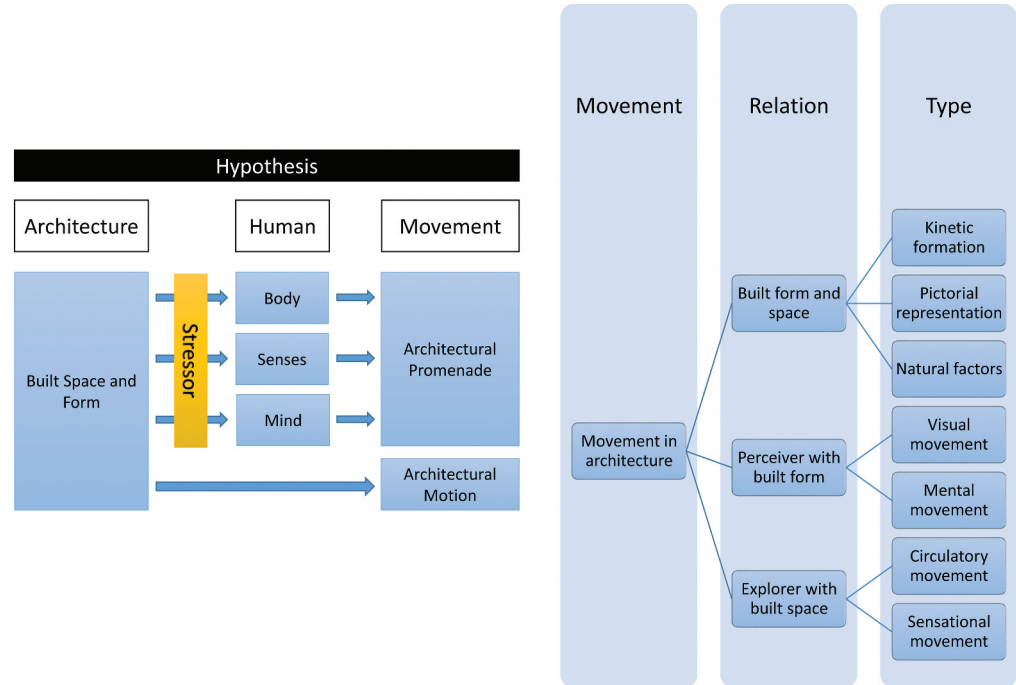 Hypothesis
Architecture
Human
Movement
Built Space and
Form
Stressor
Body
Senses
Mind
Architectural
Promenade
Architectural
Motion
Movement
Relation
Type
Movement in
architecture
Built form and
space
Perceiver with
built form
Explorer with
built space
Kinetic
formation
Pictorial
representation
Natural factors
Visual
movement
Mental
movement
Circulatory
movement
Sensational
movement